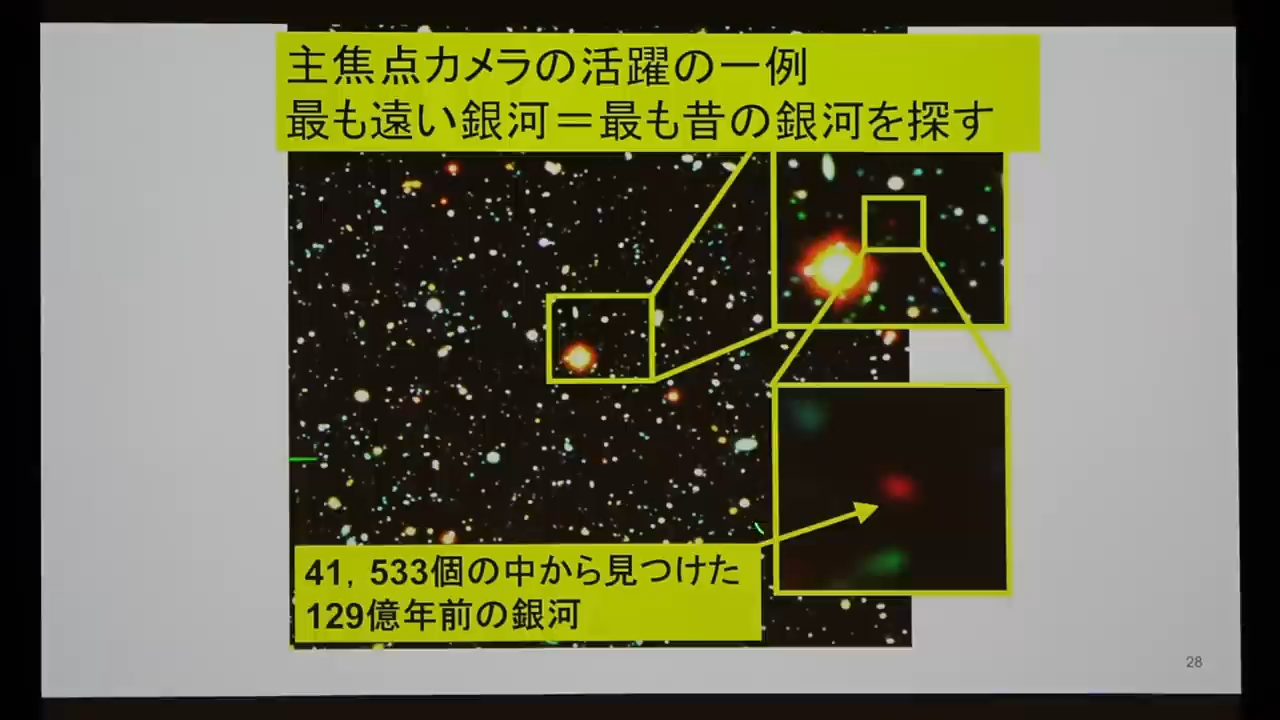 主焦点カメラの活躍の一例
最も遠い銀河＝最も昔の銀河を探す
41，533個の中から見つけた
129億年前の銀河
28